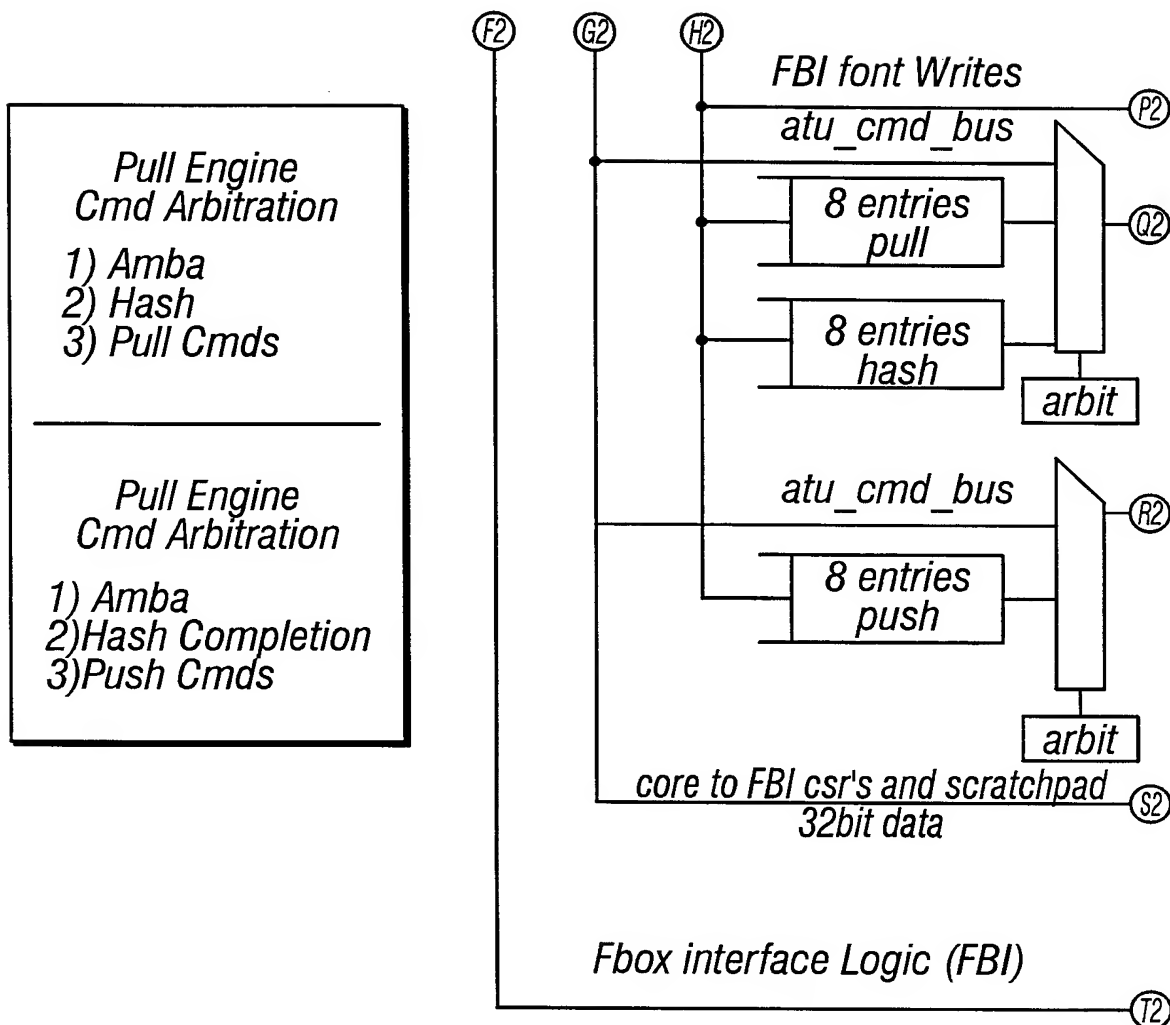 F2
G2
H2
FBI font Writes
P2
atu_cmd_bus
8 entries
pull
Q2
8 entries
hash
arbit
Pull Engine
Cmd Arbitration
1) Amba
2) Hash
3) Pull Cmds
Pull Engine
Cmd Arbitration
1) Amba
2)Hash Completion
3)Push Cmds
atu_cmd_bus
R2
8 entries
push
arbit
core to FBI csr's and scratchpad
32bit data
S2
Fbox interface Logic (FBI)
T2